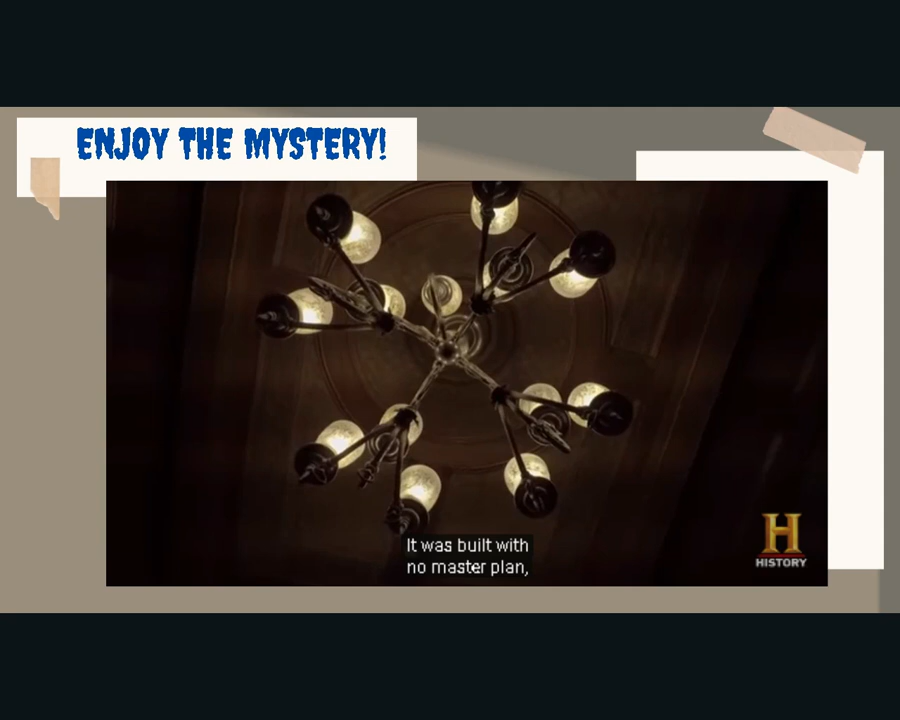 ENJOY THE MYSTERY!
It was built with
no master plan,
H
HISTORY